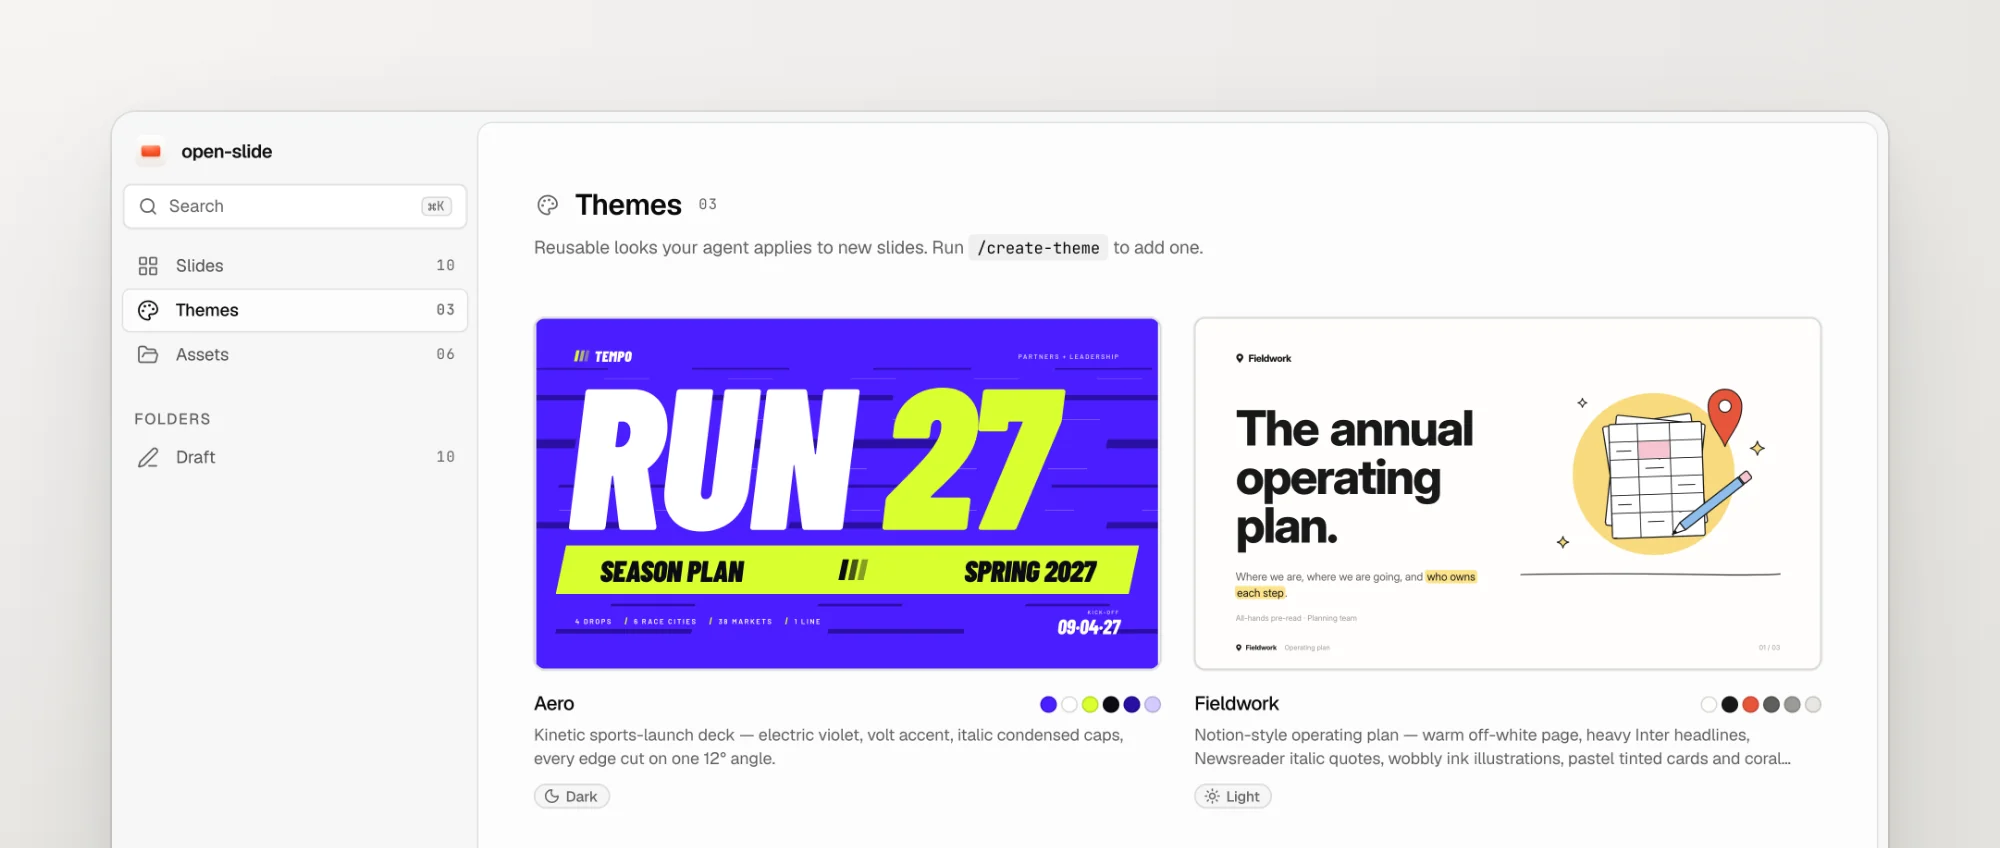 open-slide
Search ⌘K
Slides 10
Themes 03
Assets 06
FOLDERS
Draft 10
Themes 03
Reusable looks your agent applies to new slides. Run /create-theme to add one.
TEMPO
PARTNERS + LEADERSHIP
RUN 27
SEASON PLAN
SPRING 2027
4 DROPS / 6 RACE CITIES / 38 MARKETS / 1 LINE
KICK-OFF
09·04·27
Aero
Kinetic sports-launch deck — electric violet, volt accent, italic condensed caps,
every edge cut on one 12° angle.
Dark
Fieldwork
The annual
operating
plan.
Where we are, where we are going, and who owns
each step.
All-hands pre-read · Planning team
Fieldwork Operating plan 01 / 03
Fieldwork
Notion-style operating plan — warm off-white page, heavy Inter headlines,
Newsreader italic quotes, wobbly ink illustrations, pastel tinted cards and coral…
Light